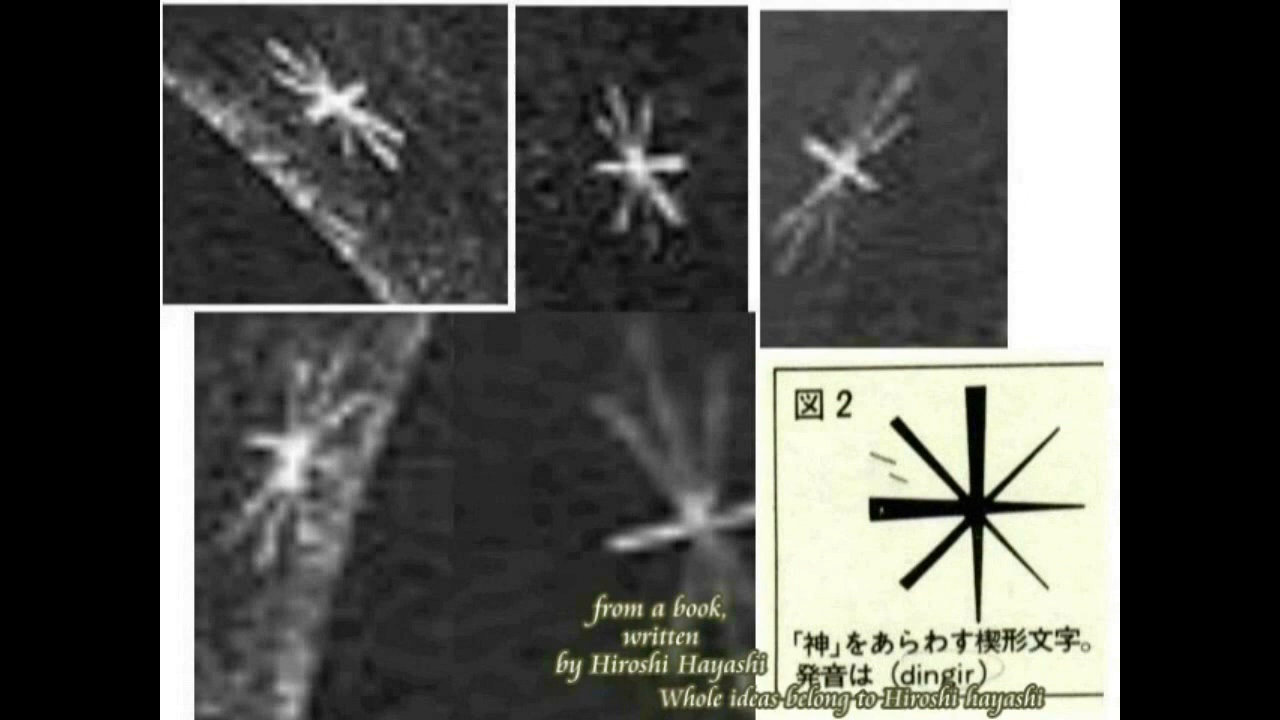 図2
「神」をあらわす楔形文字。
発音は(dingir)
from a book,
written
by Hiroshi Hayashi
Whole ideas belong to Hiroshi hayashi